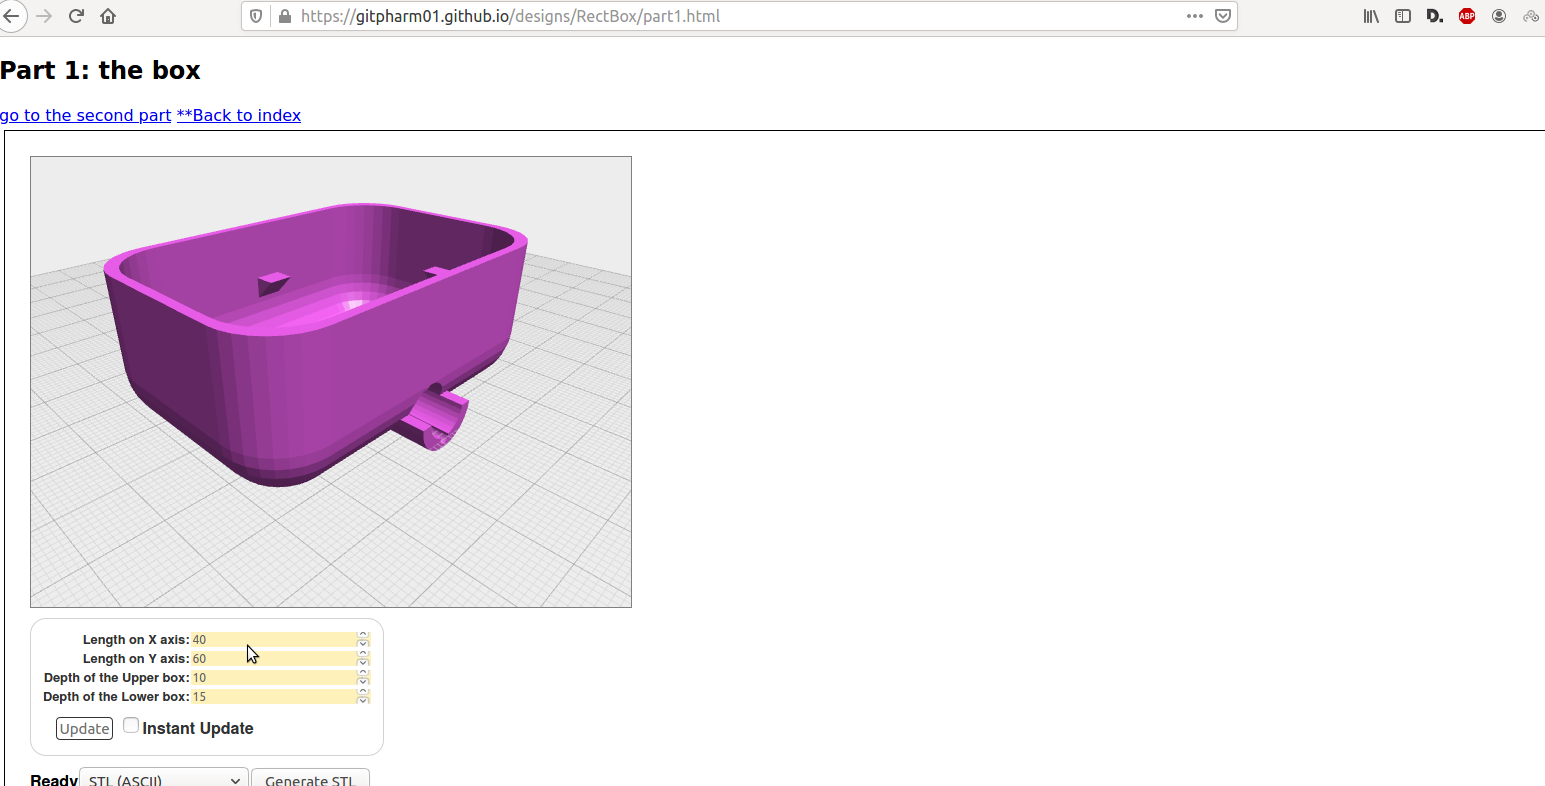 https://gitpharm01.github.io/designs/RectBox/part1.html
D.
ABP
Part 1: the box
go to the second part **Back to index
Length on X axis: 40
Length on Y axis: 60
Depth of the Upper box: 10
Depth of the Lower box: 15
Update Instant Update
Ready STL (ASCII) Generate STL